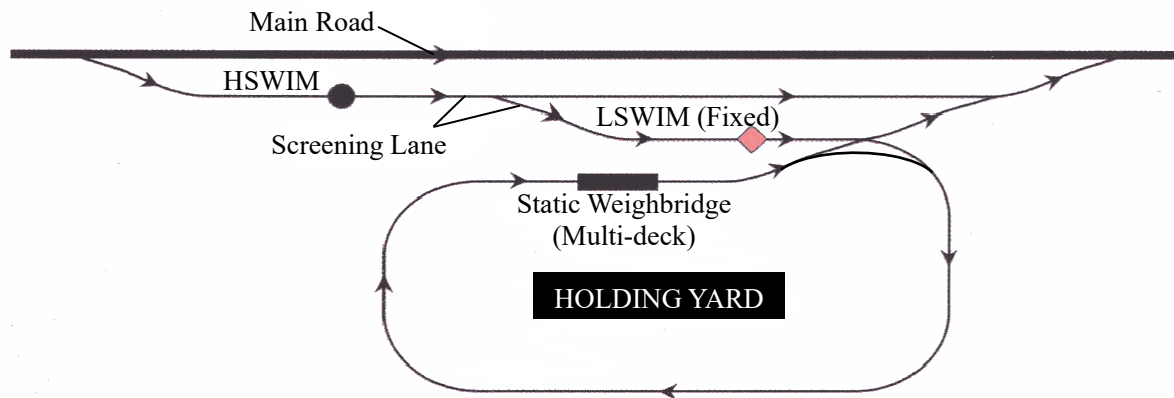 Main Road
HSWIM
LSWIM (Fixed)
Screening Lane
Static Weighbridge
(Multi-deck)
HOLDING YARD